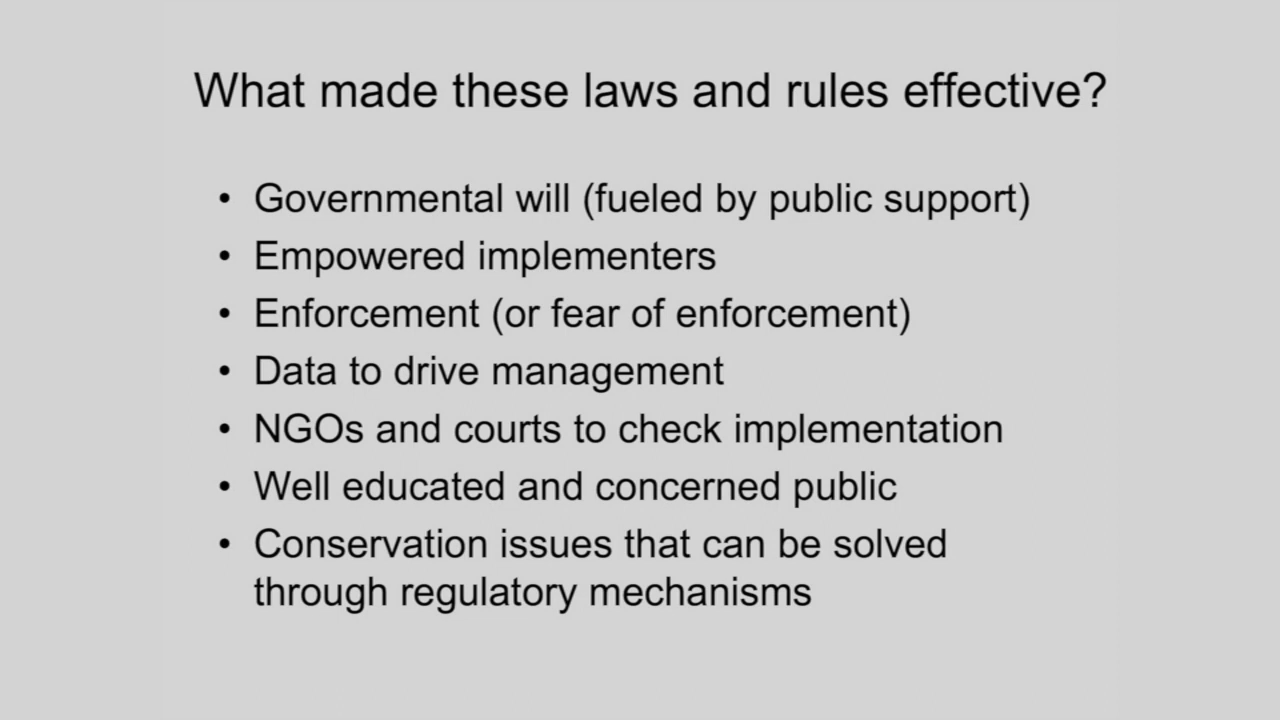 What made these laws and rules effective?
• Governmental will (fueled by public support)
• Empowered implementers
• Enforcement (or fear of enforcement)
• Data to drive management
• NGOs and courts to check implementation
• Well educated and concerned public
• Conservation issues that can be solved
through regulatory mechanisms